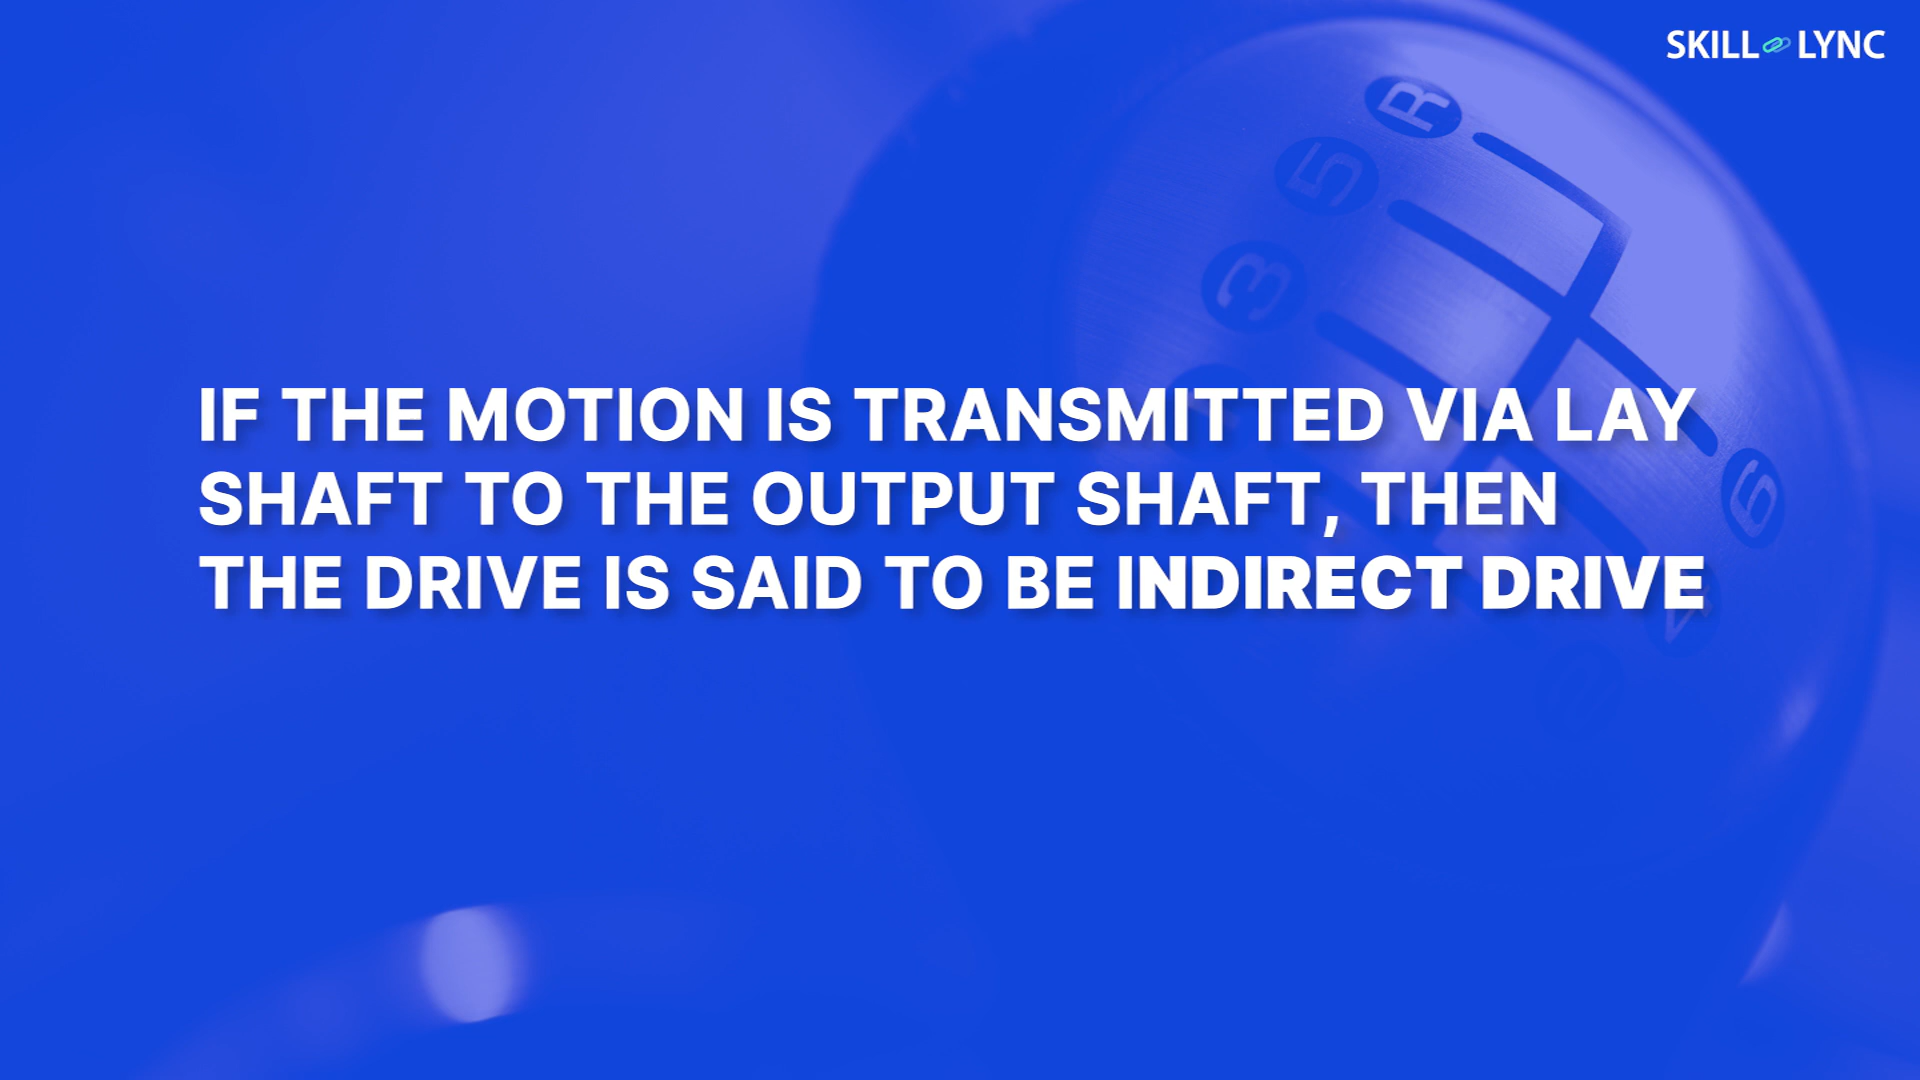 SKILL LYNC
R
5
3
IF THE MOTION IS TRANSMITTED VIA LAY
SHAFT TO THE OUTPUT SHAFT, THEN
6
THE DRIVE IS SAID TO BE INDIRECT DRIVE
4